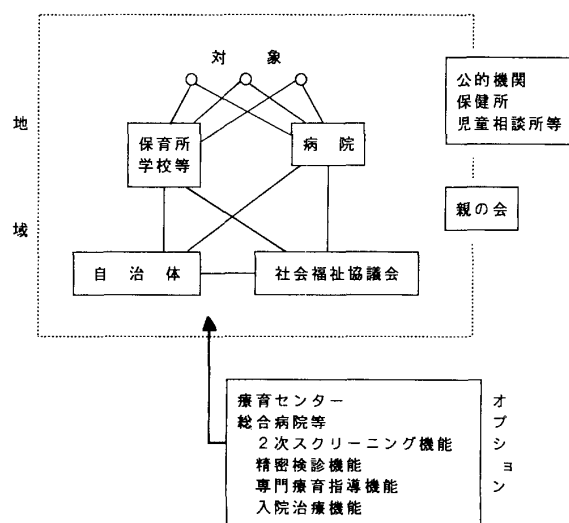 対象
地域
保育所
学校等
病院
自治体
社会福祉協議会
公的機関
保健所
児童相談所等
親の会
療育センター
総合病院等
2次スクリーニング機能
精密検診機能
専門療育指導機能
入院治療機能
オプション